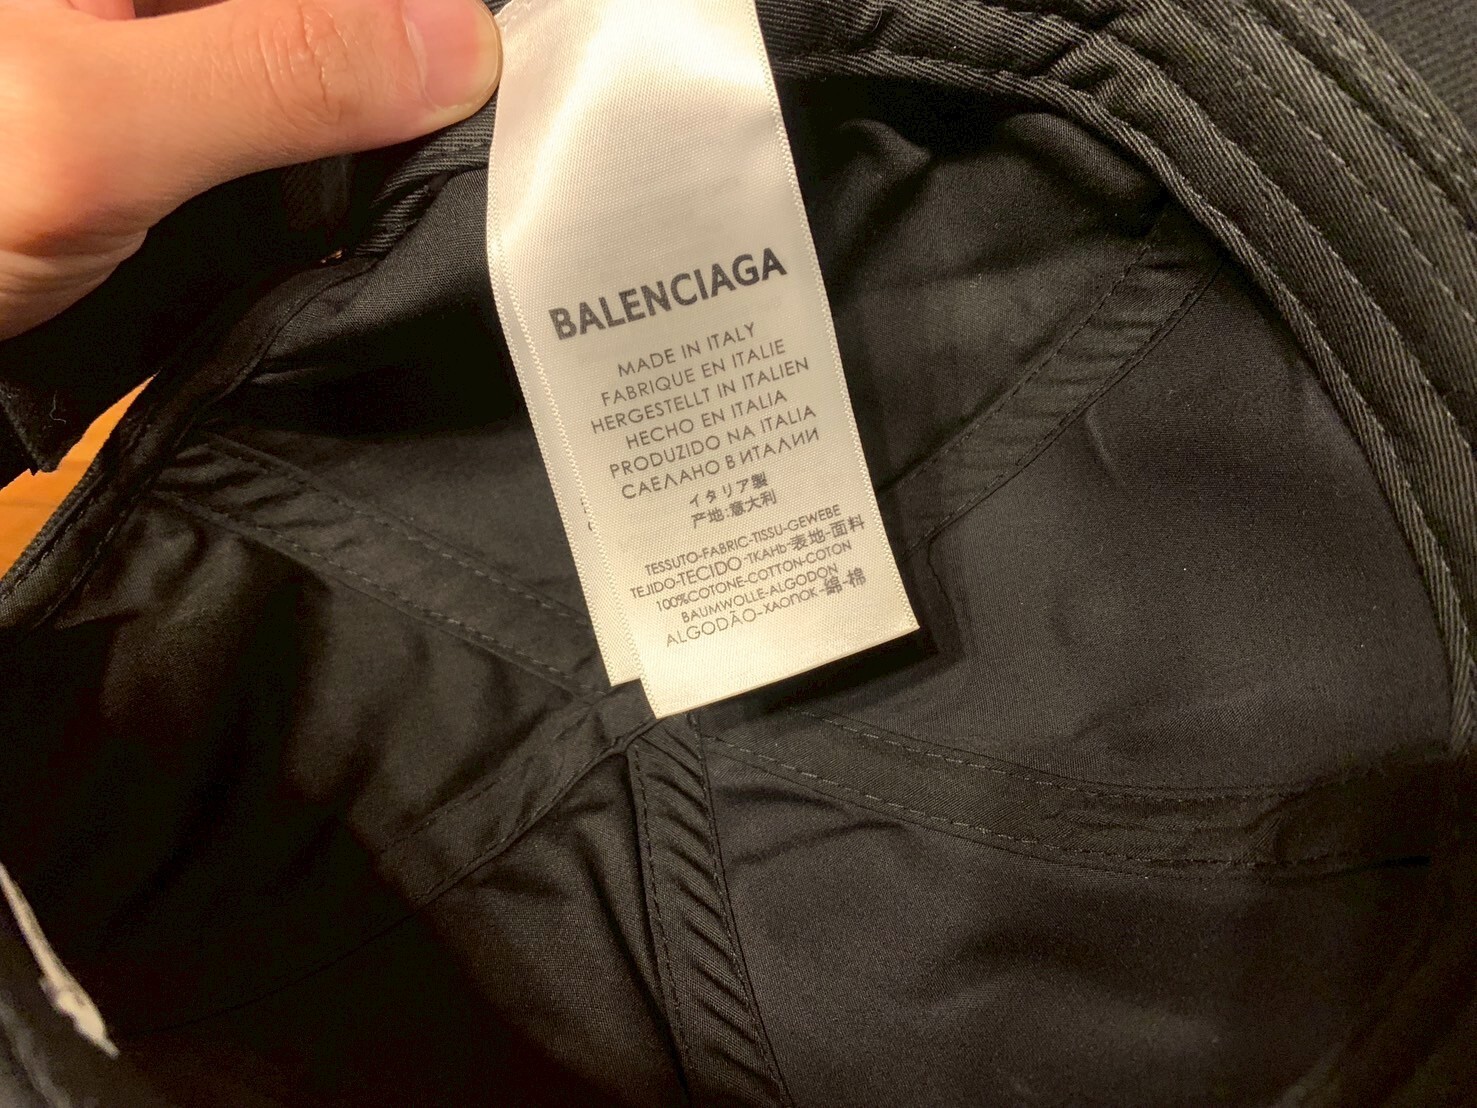 BALENCIAGA
MADE IN ITALY
FABRIQUE EN ITALIE
HERGESTELLT IN ITALIEN
HECHO EN ITALIA
PRODUZIDO NA ITALIA
СДЕЛАНО В ИТАЛИИ
イタリア製
产地:意大利
TESSUTO-FABRIC-TISSU-GEWEBE
TEJIDO-TECIDO-ТКАНЬ-表地-面料
100%COTONE-COTTON-COTON
BAUMWOLLE-ALGODON
ALGODÃO-ХЛОПОК-綿-棉